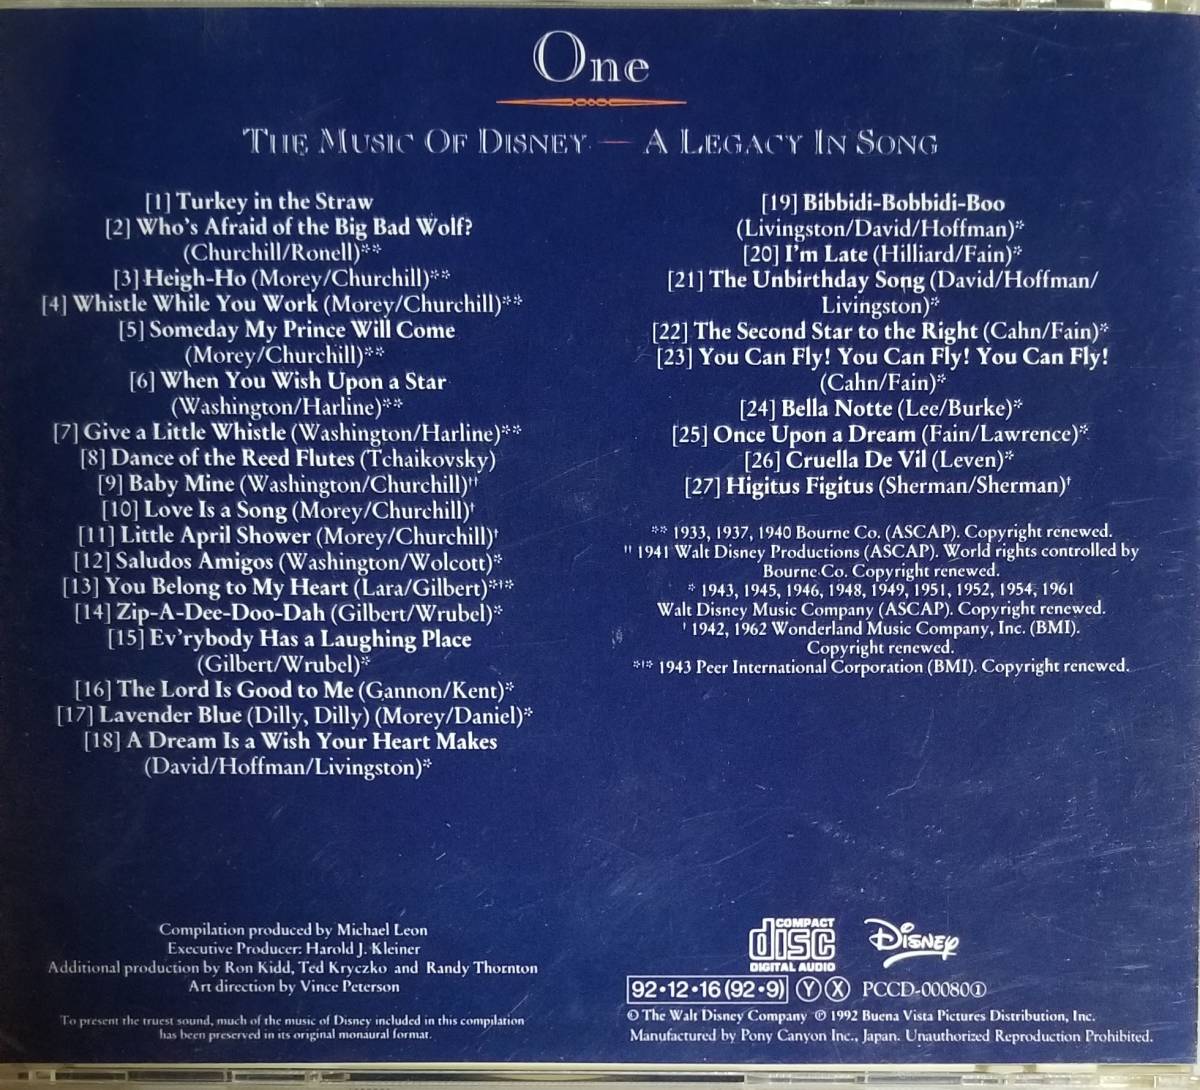 One
THE MUSIC OF DISNEY — A LEGACY IN SONG
[1] Turkey in the Straw
[2] Who's Afraid of the Big Bad Wolf?
(Churchill/Ronell)**
[3] Heigh-Ho (Morey/Churchill)**
[4] Whistle While You Work (Morey/Churchill)**
[5] Someday My Prince Will Come
(Morey/Churchill)**
[6] When You Wish Upon a Star
(Washington/Harline)**
[7] Give a Little Whistle (Washington/Harline)**
[8] Dance of the Reed Flutes (Tchaikovsky)
[9] Baby Mine (Washington/Churchill)††
[10] Love Is a Song (Morey/Churchill)†
[11] Little April Shower (Morey/Churchill)†
[12] Saludos Amigos (Washington/Wolcott)*
[13] You Belong to My Heart (Lara/Gilbert)*†*
[14] Zip-A-Dee-Doo-Dah (Gilbert/Wrubel)*
[15] Ev'rybody Has a Laughing Place
(Gilbert/Wrubel)*
[16] The Lord Is Good to Me (Gannon/Kent)*
[17] Lavender Blue (Dilly, Dilly) (Morey/Daniel)*
[18] A Dream Is a Wish Your Heart Makes
(David/Hoffman/Livingston)*
[19] Bibbidi-Bobbidi-Boo
(Livingston/David/Hoffman)*
[20] I'm Late (Hilliard/Fain)*
[21] The Unbirthday Song (David/Hoffman/
Livingston)*
[22] The Second Star to the Right (Cahn/Fain)*
[23] You Can Fly! You Can Fly! You Can Fly!
(Cahn/Fain)*
[24] Bella Notte (Lee/Burke)*
[25] Once Upon a Dream (Fain/Lawrence)*
[26] Cruella De Vil (Leven)*
[27] Higitus Figitus (Sherman/Sherman)†
** 1933, 1937, 1940 Bourne Co. (ASCAP). Copyright renewed.
†† 1941 Walt Disney Productions (ASCAP). World rights controlled by
Bourne Co. Copyright renewed.
* 1943, 1945, 1946, 1948, 1949, 1951, 1952, 1954, 1961
Walt Disney Music Company (ASCAP). Copyright renewed.
† 1942, 1962 Wonderland Music Company, Inc. (BMI).
Copyright renewed.
*†* 1943 Peer International Corporation (BMI). Copyright renewed.
Compilation produced by Michael Leon
Executive Producer: Harold J. Kleiner
Additional production by Ron Kidd, Ted Kryczko and Randy Thornton
Art direction by Vince Peterson
To present the truest sound, much of the music of Disney included in this compilation
has been preserved in its original monaural format.
COMPACT
disc
DIGITAL AUDIO
DISNEY
92•12•16 (92•9) Ⓨ Ⓧ PCCD-00080①
© The Walt Disney Company ℗ 1992 Buena Vista Pictures Distribution, Inc.
Manufactured by Pony Canyon Inc., Japan. Unauthorized Reproduction Prohibited.